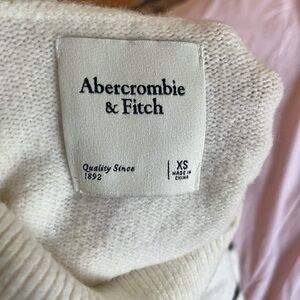 Abercrombie
& Fitch
Quality Since
1892
XS
MADE IN
CHINA